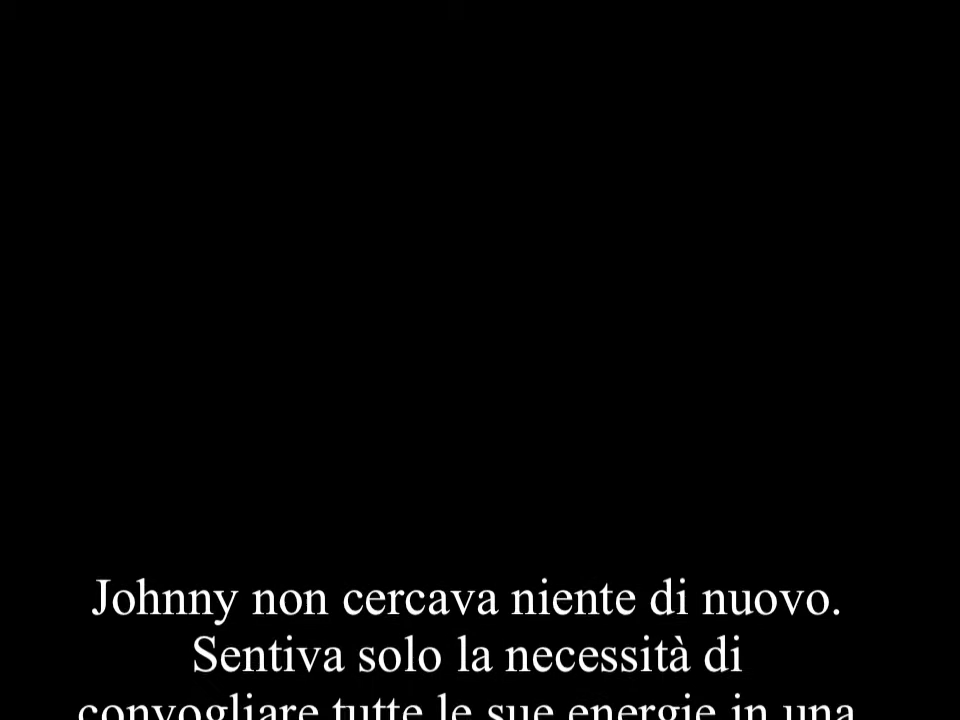 Johnny non cercava niente di nuovo.
Sentiva solo la necessità di
convogliare tutte le sue energie in una